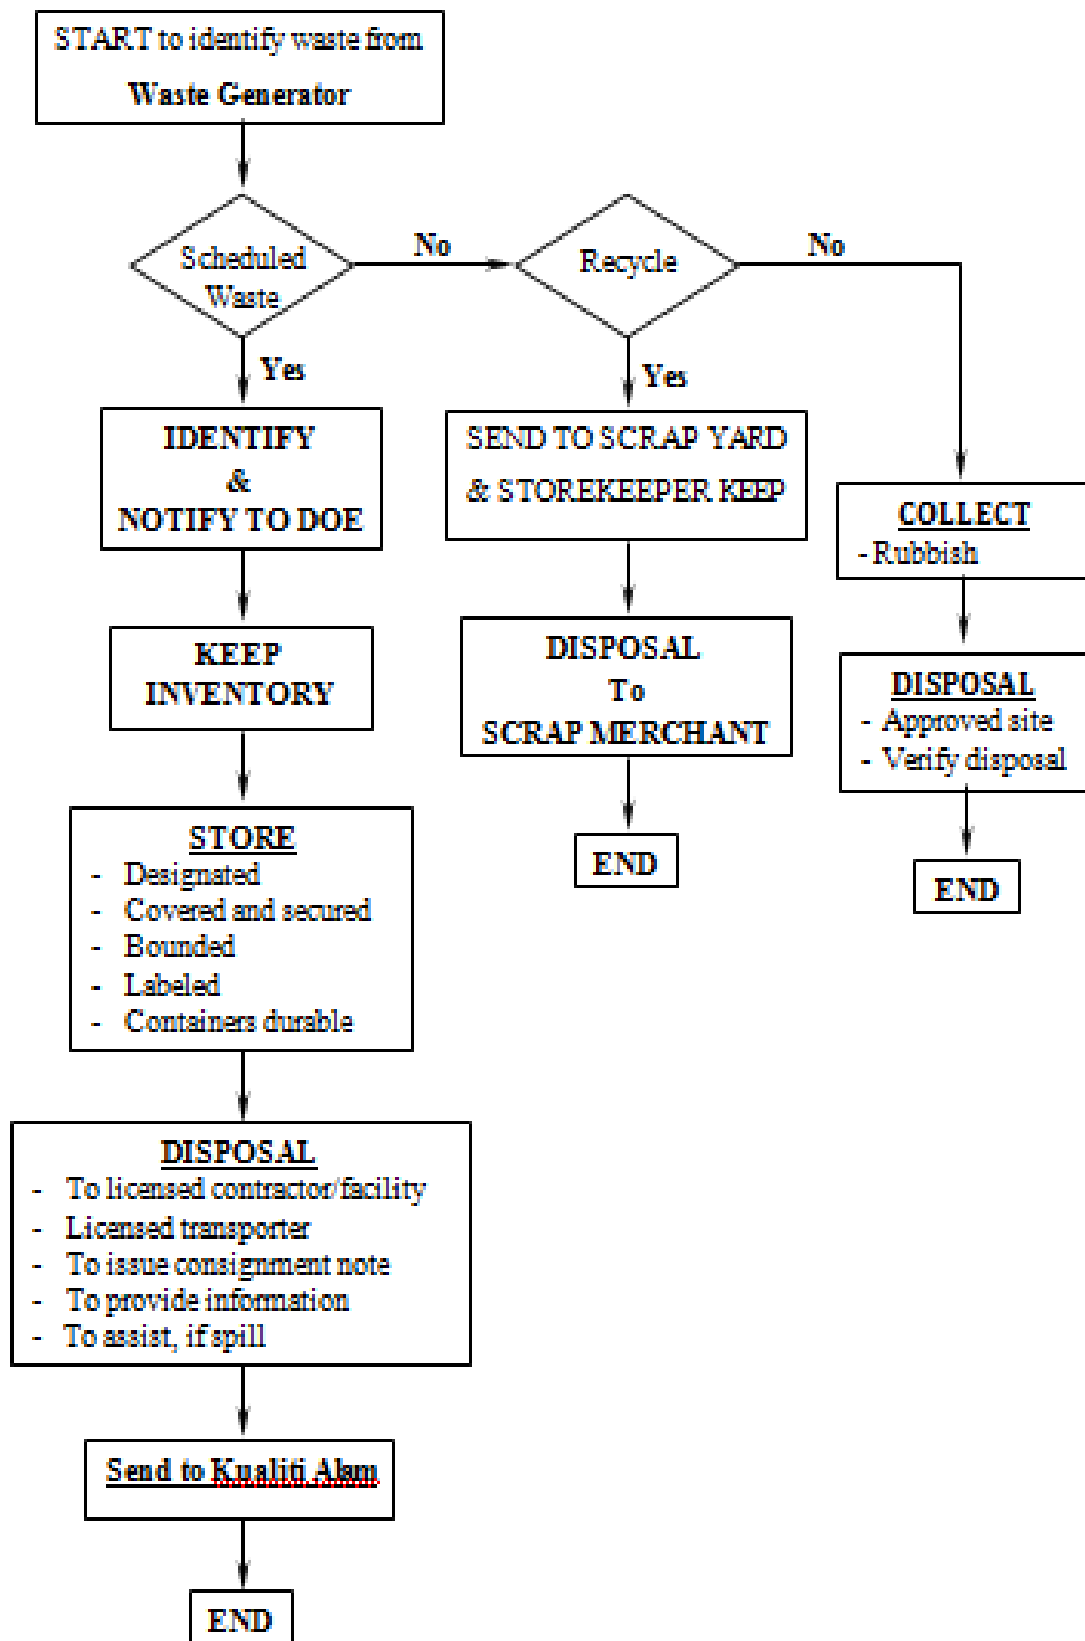 START to identify waste from
Waste Generator
Scheduled
Waste
No
Recycle
No
Yes
Yes
IDENTIFY
&
NOTIFY TO DOE
SEND TO SCRAP YARD
& STOREKEEPER KEEP
COLLECT
- Rubbish
KEEP
INVENTORY
DISPOSAL
To
SCRAP MERCHANT
DISPOSAL
- Approved site
- Verify disposal
STORE
- Designated
- Covered and secured
- Bounded
- Labeled
- Containers durable
END
END
DISPOSAL
- To licensed contractor/facility
- Licensed transporter
- To issue consignment note
- To provide information
- To assist, if spill
Send to Kualiti Alam
END